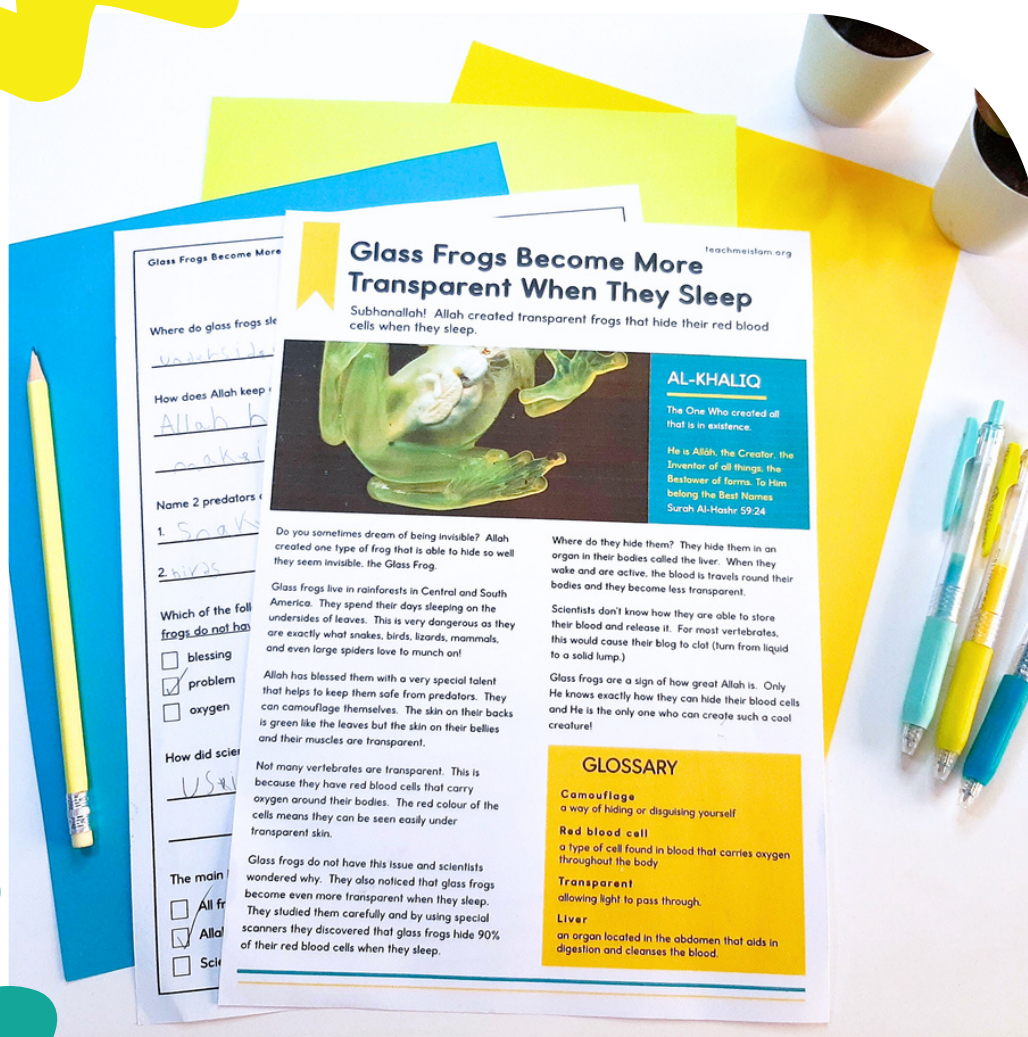 Glass Frogs Become More
Where do glass frogs sle
undersides
How does Allah keep
Allah h
makei
Name 2 predators
1. Snak
2. birds
Which of the foll
frogs do not hav
blessing
problem
oxygen
How did scie
Usi
The main
All fr
Allal
Scie
teachmeislam.org
Glass Frogs Become More
Transparent When They Sleep
Subhanallah! Allah created transparent frogs that hide their red blood
cells when they sleep.
AL-KHALIQ
The One Who created all
that is in existence.
He is Allâh, the Creator, the
Inventor of all things, the
Bestower of forms. To Him
belong the Best Names
Surah Al-Hashr 59:24
Do you sometimes dream of being invisible? Allah
created one type of frog that is able to hide so well
they seem invisible, the Glass Frog.
Glass frogs live in rainforests in Central and South
America. They spend their days sleeping on the
undersides of leaves. This is very dangerous as they
are exactly what snakes, birds, lizards, mammals,
and even large spiders love to munch on!
Allah has blessed them with a very special talent
that helps to keep them safe from predators. They
can camouflage themselves. The skin on their backs
is green like the leaves but the skin on their bellies
and their muscles are transparent.
Not many vertebrates are transparent. This is
because they have red blood cells that carry
oxygen around their bodies. The red colour of the
cells means they can be seen easily under
transparent skin.
Glass frogs do not have this issue and scientists
wondered why. They also noticed that glass frogs
become even more transparent when they sleep.
They studied them carefully and by using special
scanners they discovered that glass frogs hide 90%
of their red blood cells when they sleep.
Where do they hide them? They hide them in an
organ in their bodies called the liver. When they
wake and are active, the blood is travels round their
bodies and they become less transparent.
Scientists don't know how they are able to store
their blood and release it. For most vertebrates,
this would cause their blog to clot (turn from liquid
to a solid lump.)
Glass frogs are a sign of how great Allah is. Only
He knows exactly how they can hide their blood cells
and He is the only one who can create such a cool
creature!
GLOSSARY
Camouflage
a way of hiding or disguising yourself
Red blood cell
a type of cell found in blood that carries oxygen
throughout the body
Transparent
allowing light to pass through.
Liver
an organ located in the abdomen that aids in
digestion and cleanses the blood.